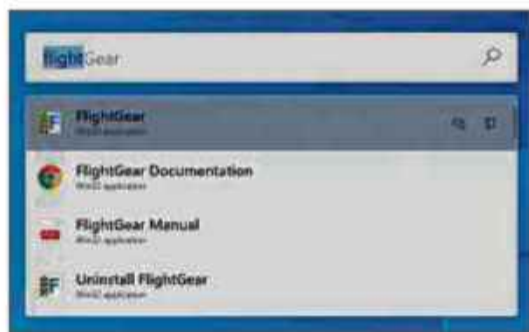 flightGear
FlightGear
Win32 application
FlightGear Documentation
Win32 application
FlightGear Manual
Win32 application
Uninstall FlightGear
Win32 application